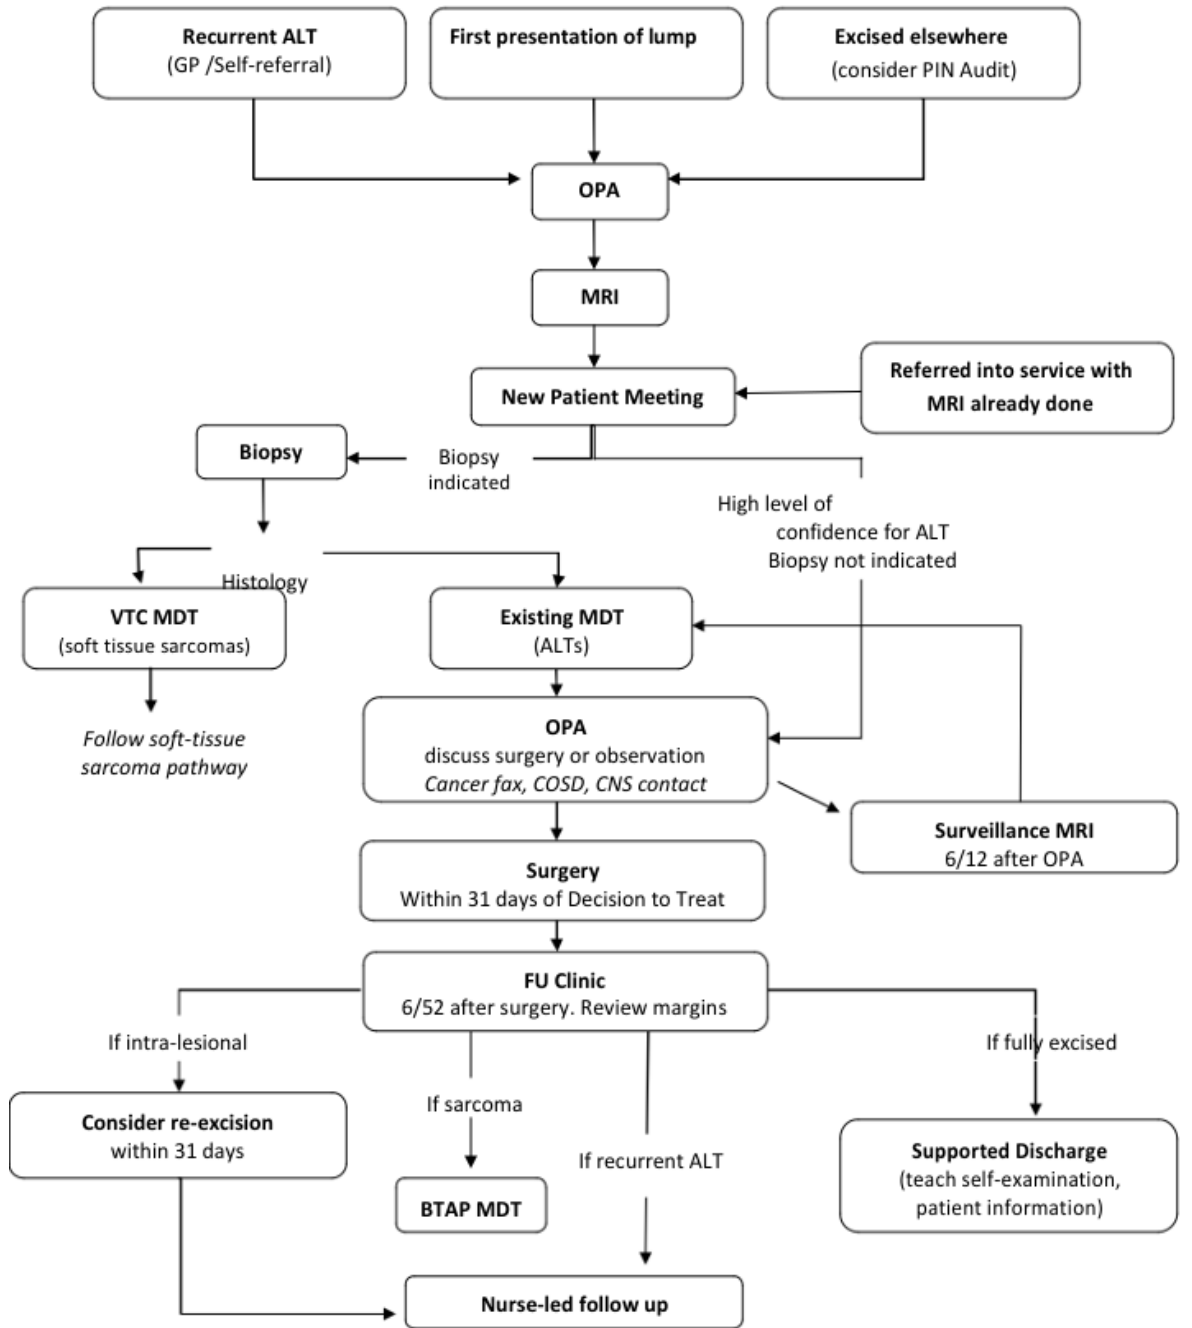 Recurrent ALT
(GP /Self-referral)
First presentation of lump
Excised elsewhere
(consider PIN Audit)
OPA
MRI
New Patient Meeting
Referred into service with
MRI already done
Biopsy
Biopsy
indicated
High level of
confidence for ALT
Biopsy not indicated
Histology
VTC MDT
(soft tissue sarcomas)
Existing MDT
(ALTs)
Follow soft-tissue
sarcoma pathway
OPA
discuss surgery or observation
Cancer fax, COSD, CNS contact
Surveillance MRI
6/12 after OPA
Surgery
Within 31 days of Decision to Treat
FU Clinic
6/52 after surgery. Review margins
If intra-lesional
If fully excised
If sarcoma
If recurrent ALT
Consider re-excision
within 31 days
Supported Discharge
(teach self-examination,
patient information)
BTAP MDT
Nurse-led follow up